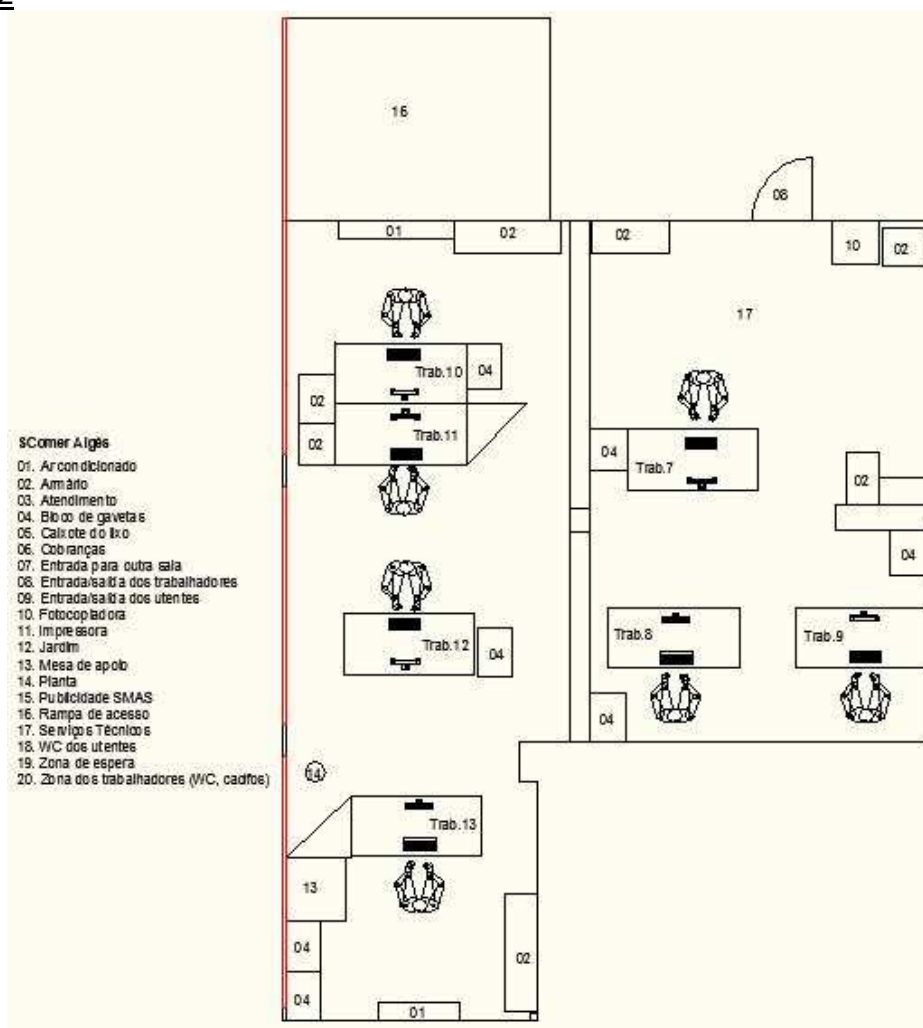 16
08
01
02
02
10
02
17
Trab.10
04
02
Trab.11
02
04
Trab.7
02
04
SComer Algés
01. Ar condicionado
02. Armário
03. Atendimento
04. Bloco de gavetas
05. Caixote do lixo
06. Cobranças
07. Entrada para outra sala
08. Entrada/saída dos trabalhadores
09. Entrada/saída dos utentes
10. Fotocopiadora
11. Impressora
12. Jardim
13. Mesa de apoio
14. Planta
15. Publicidade SMAS
16. Rampa de acesso
17. Serviços Técnicos
18. WC dos utentes
19. Zona de espera
20. Zona dos trabalhadores (WC, cacifos)
Trab.12
04
Trab.8
Trab.9
04
14
Trab.13
13
04
02
04
01